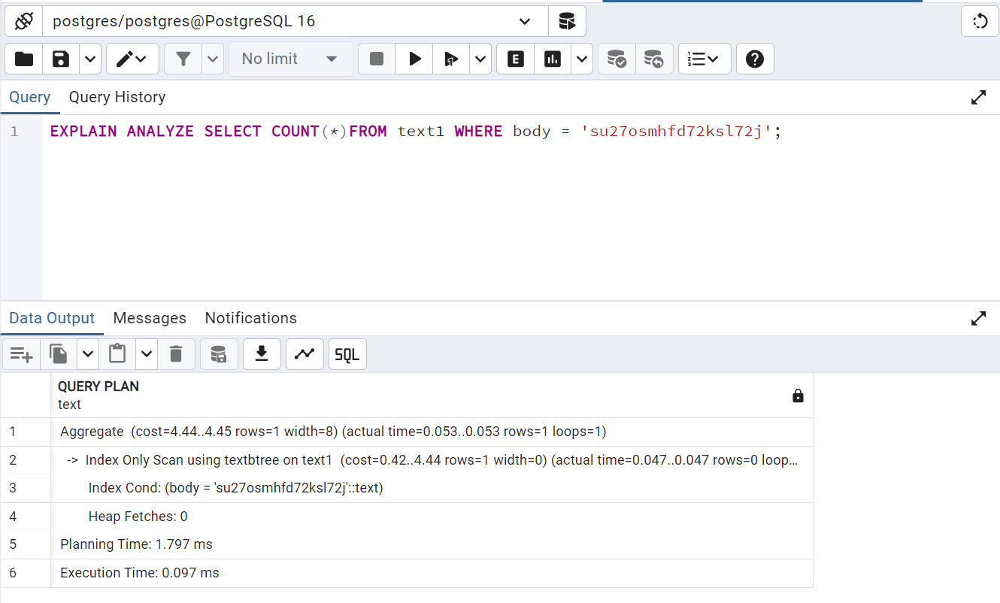 postgres/postgres@PostgreSQL 16
No limit
E
Query Query History
1 EXPLAIN ANALYZE SELECT COUNT(*)FROM text1 WHERE body = 'su27osmhfd72ksl72j';
Data Output Messages Notifications
SQL
QUERY PLAN
text
1 Aggregate (cost=4.44..4.45 rows=1 width=8) (actual time=0.053..0.053 rows=1 loops=1)
2 -> Index Only Scan using textbtree on text1 (cost=0.42..4.44 rows=1 width=0) (actual time=0.047..0.047 rows=0 loop…
3 Index Cond: (body = 'su27osmhfd72ksl72j'::text)
4 Heap Fetches: 0
5 Planning Time: 1.797 ms
6 Execution Time: 0.097 ms